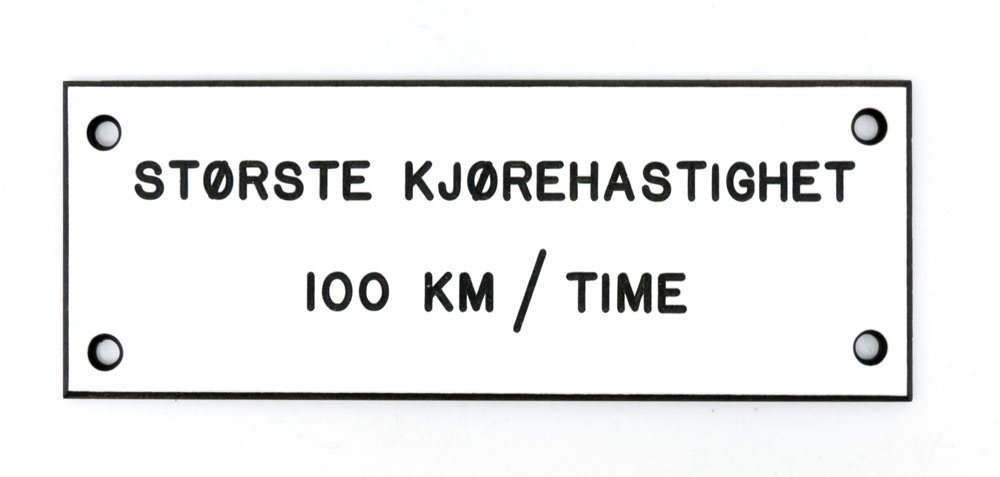 STØRSTE KJØREHASTIGHET
100 KM / TIME